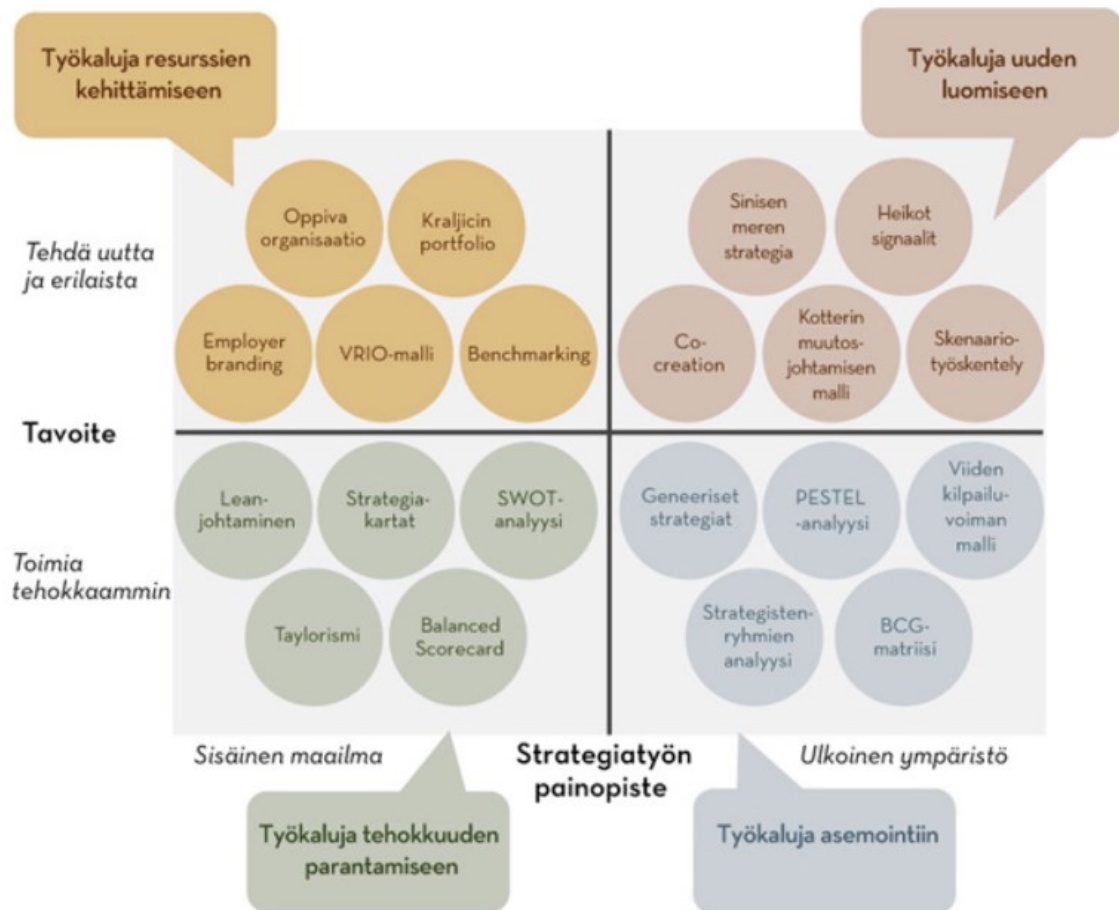 Työkaluja resurssien
kehittämiseen
Työkaluja uuden
luomiseen
Tehdä uutta
ja erilaista
Oppiva
organisaatio
Kraljicin
portfolio
Employer
branding
VRIO-malli
Benchmarking
Sinisen
meren
strategia
Heikot
signaalit
Co-
creation
Kotterin
muutos-
johtamisen
malli
Skenaario-
työskentely
Tavoite
Toimia
tehokkaammin
Lean-
johtaminen
Strategia-
kartat
SWOT-
analyysi
Taylorismi
Balanced
Scorecard
Geneeriset
strategiat
PESTEL
-analyysi
Viiden
kilpailu-
voiman
malli
Strategisten-
ryhmien
analyysi
BCG-
matriisi
Sisäinen maailma
Strategiatyön
painopiste
Ulkoinen ympäristö
Työkaluja tehokkuuden
parantamiseen
Työkaluja asemointiin